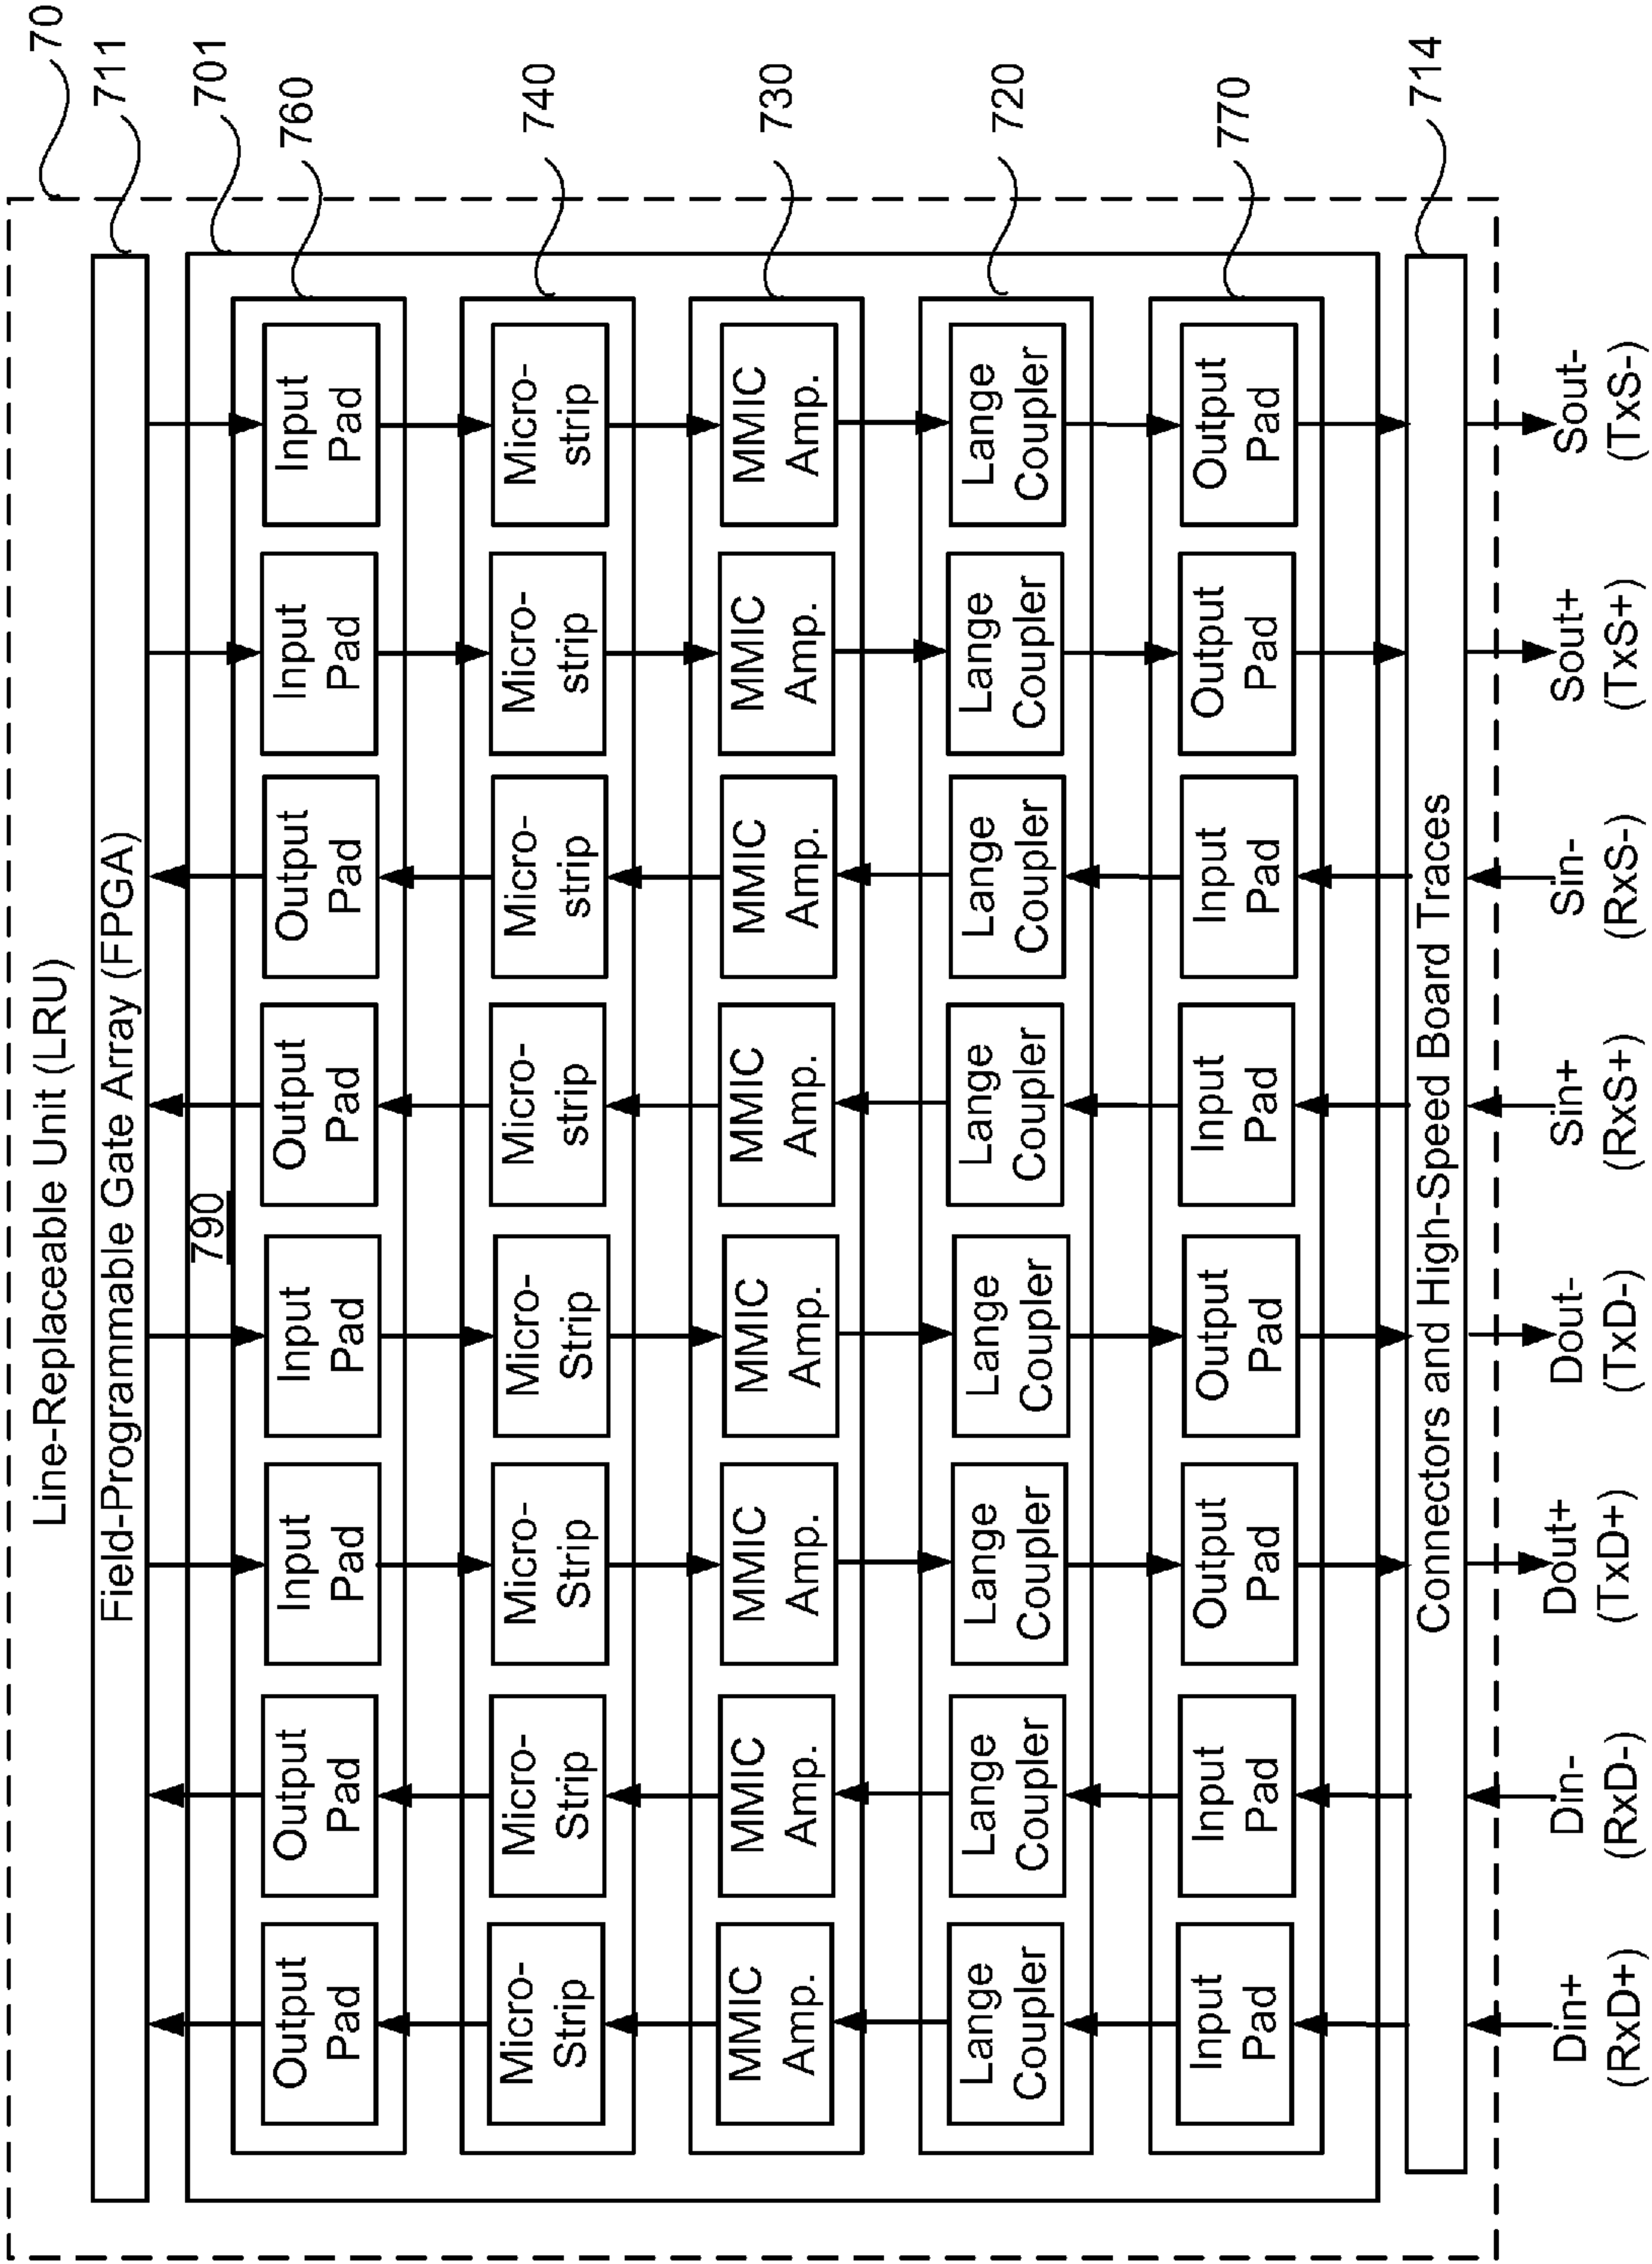 70
Line-Replaceable Unit (LRU)
711
Field-Programmable Gate Array (FPGA)
701
790
760
Output
Pad
Output
Pad
Input
Pad
Input
Pad
Output
Pad
Output
Pad
Input
Pad
Input
Pad
740
Micro-
Strip
Micro-
Strip
Micro-
Strip
Micro-
Strip
Micro-
strip
Micro-
strip
Micro-
strip
Micro-
strip
730
MMIC
Amp.
MMIC
Amp.
MMIC
Amp.
MMIC
Amp.
MMIC
Amp.
MMIC
Amp.
MMIC
Amp.
MMIC
Amp.
720
Lange
Coupler
Lange
Coupler
Lange
Coupler
Lange
Coupler
Lange
Coupler
Lange
Coupler
Lange
Coupler
Lange
Coupler
770
Input
Pad
Input
Pad
Output
Pad
Output
Pad
Input
Pad
Input
Pad
Output
Pad
Output
Pad
714
Connectors and High-Speed Board Traces
Din+
(RxD+)
Din-
(RxD-)
Dout+
(TxD+)
Dout-
(TxD-)
Sin+
(RxS+)
Sin-
(RxS-)
Sout+
(TxS+)
Sout-
(TxS-)